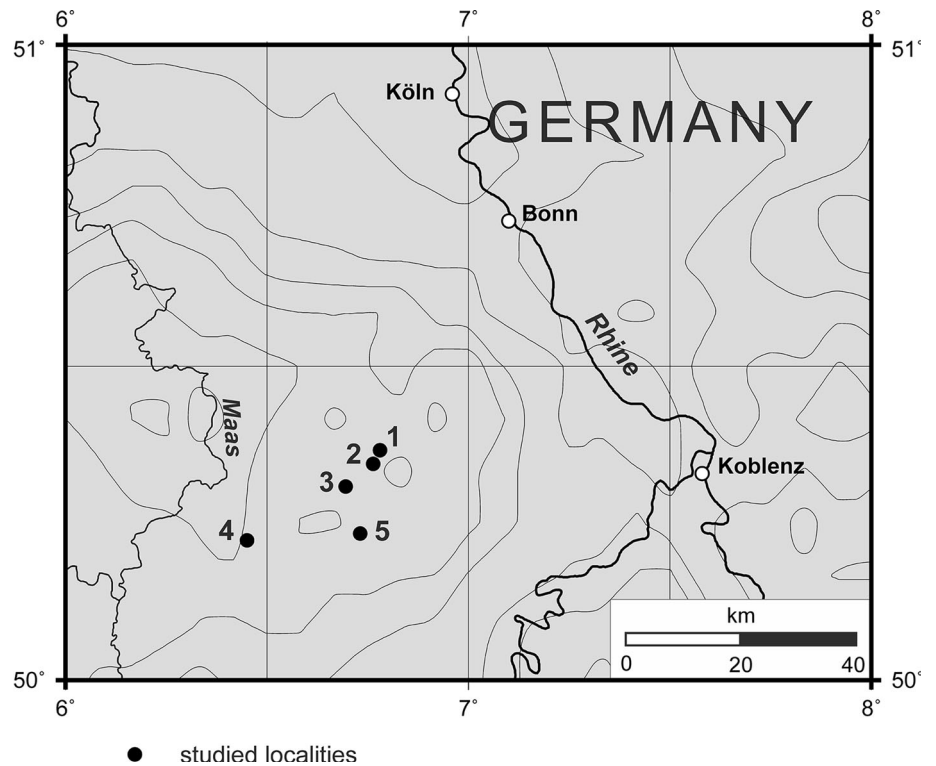 6° 7° 8°
51° 51°
Köln
GERMANY
Bonn
Rhine
Maas
1
2
3
Koblenz
4
5
km
0 20 40
50° 50°
6° 7° 8°
studied localities